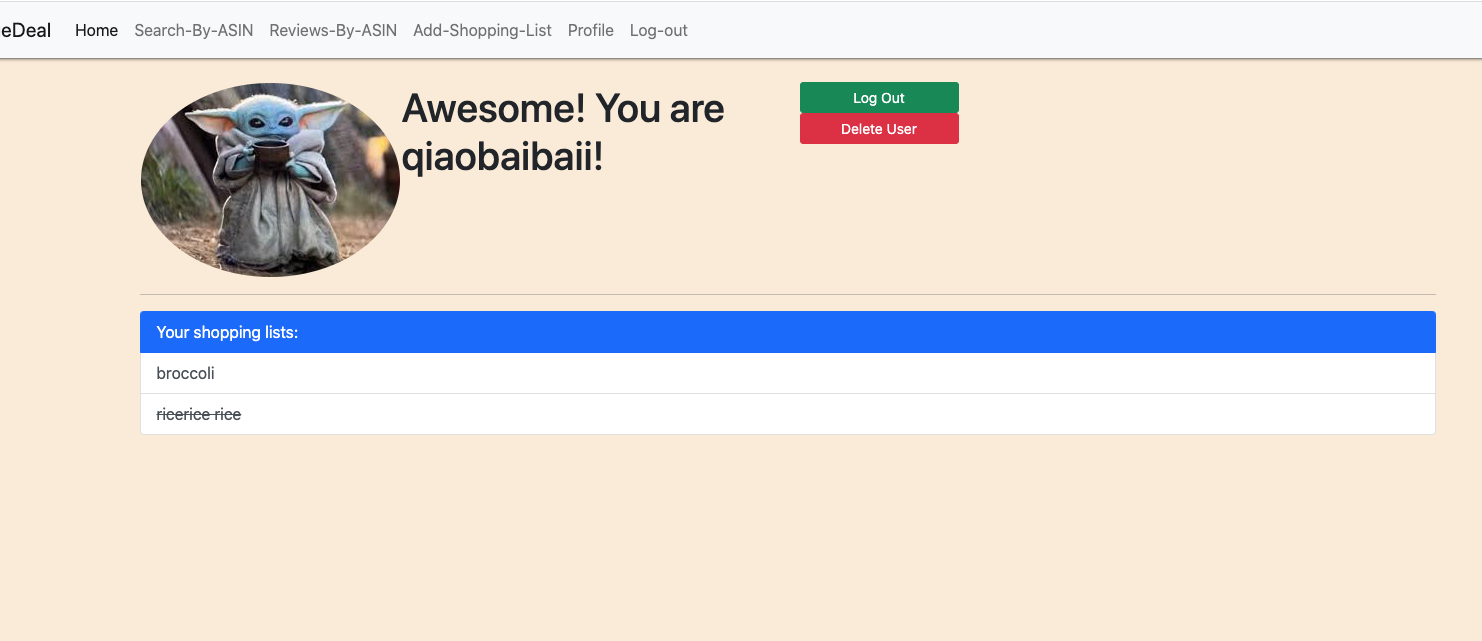 eDeal Home Search-By-ASIN Reviews-By-ASIN Add-Shopping-List Profile Log-out
Awesome! You are
qiaobaibaii!
Log Out
Delete User
Your shopping lists:
broccoli
ricerice rice